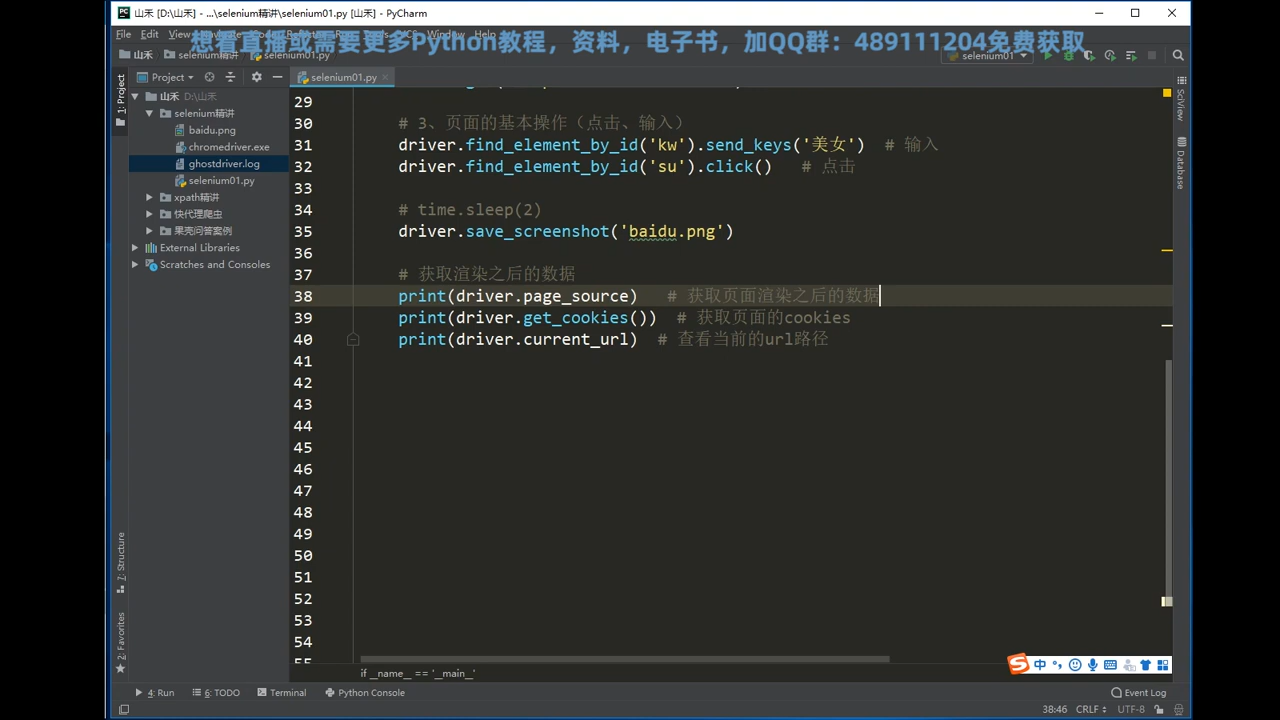 山禾 [D:\山禾] - ...\selenium精讲\selenium01.py [山禾] - PyCharm
File Edit View Window Help
想看直播或需要更多Python教程，资料，电子书，加QQ群：489111204免费获取
山禾 selenium精讲 selenium01.py selenium01
1: Project Project selenium01.py
山禾 D:\山禾
selenium精讲
baidu.png
chromedriver.exe
ghostdriver.log
selenium01.py
xpath精讲
快代理爬虫
果壳问答案例
External Libraries
Scratches and Consoles
29
30 # 3、页面的基本操作（点击、输入）
31 driver.find_element_by_id('kw').send_keys('美女') # 输入
32 driver.find_element_by_id('su').click() # 点击
33
34 # time.sleep(2)
35 driver.save_screenshot('baidu.png')
36
37 # 获取渲染之后的数据
38 print(driver.page_source) # 获取页面渲染之后的数据
39 print(driver.get_cookies()) # 获取页面的cookies
40 print(driver.current_url) # 查看当前的url路径
41
42
43
44
45
46
47
48
49
50
51
52
53
54
55
SciView
Database
7: Structure
2: Favorites
if __name__ == '__main__'
中
4: Run 6: TODO Terminal Python Console Event Log
38:46 CRLF UTF-8